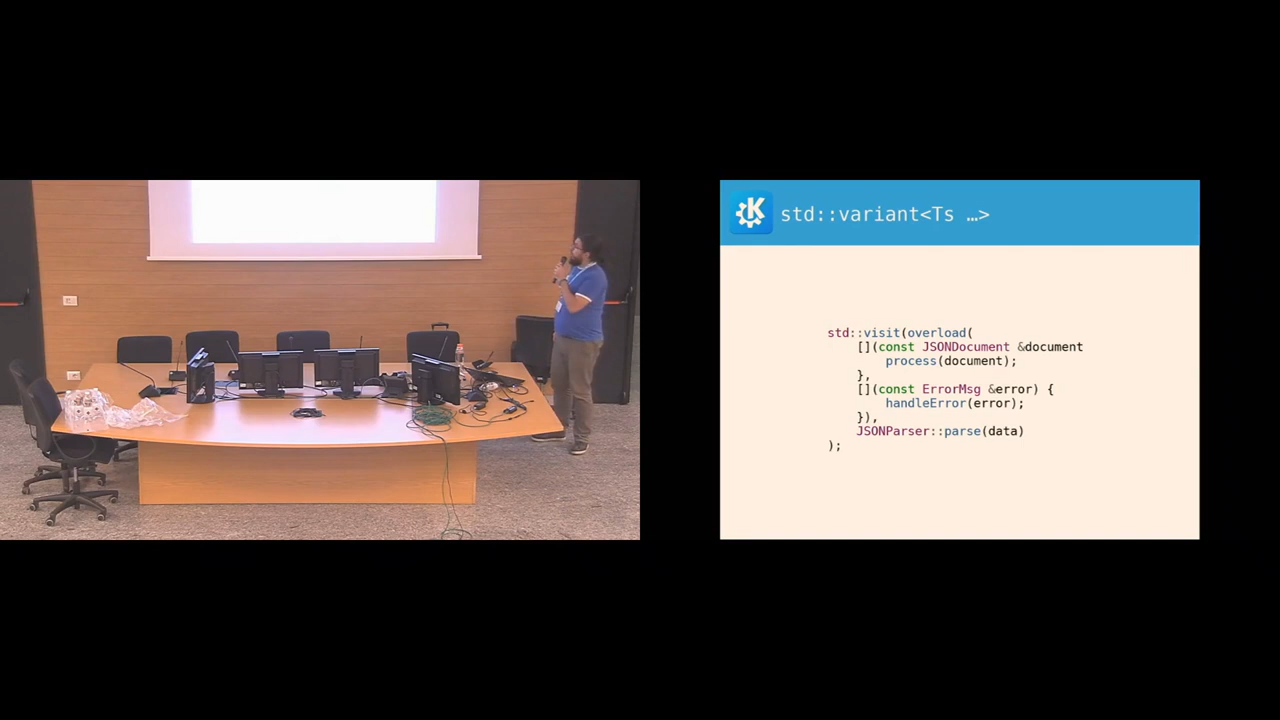 std::variant<Ts …>
std::visit(overload(
[](const JSONDocument &document
process(document);
},
[](const ErrorMsg &error) {
handleError(error);
}),
JSONParser::parse(data)
);